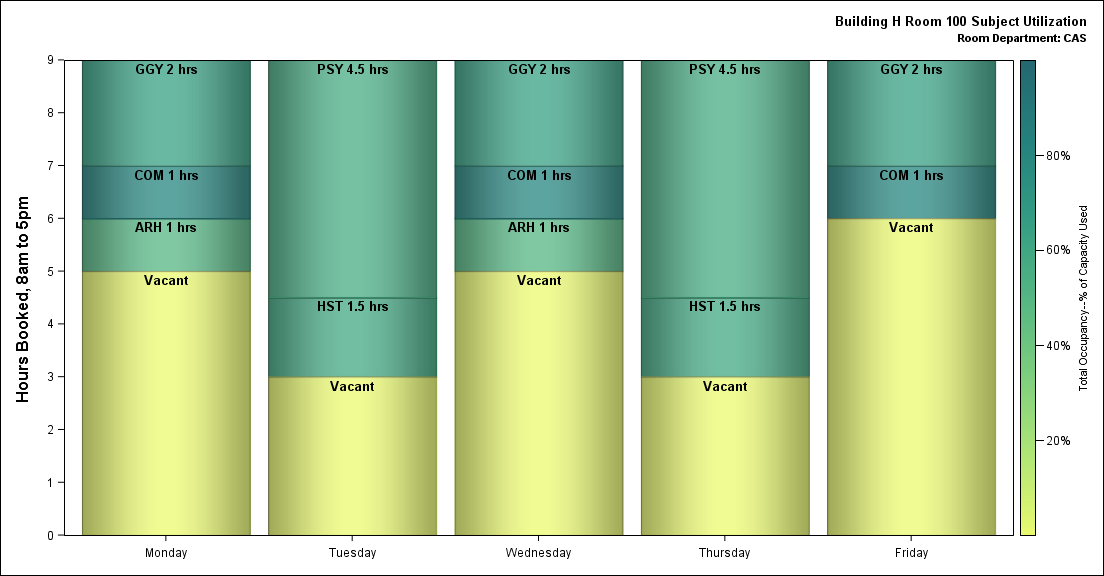 Building H Room 100 Subject Utilization
Room Department: CAS
Hours Booked, 8am to 5pm
9
8
7
6
5
4
3
2
1
0
GGY 2 hrs
COM 1 hrs
ARH 1 hrs
Vacant
PSY 4.5 hrs
HST 1.5 hrs
Vacant
GGY 2 hrs
COM 1 hrs
ARH 1 hrs
Vacant
PSY 4.5 hrs
HST 1.5 hrs
Vacant
GGY 2 hrs
COM 1 hrs
Vacant
Monday
Tuesday
Wednesday
Thursday
Friday
80%
60%
40%
20%
Total Occupancy--% of Capacity Used